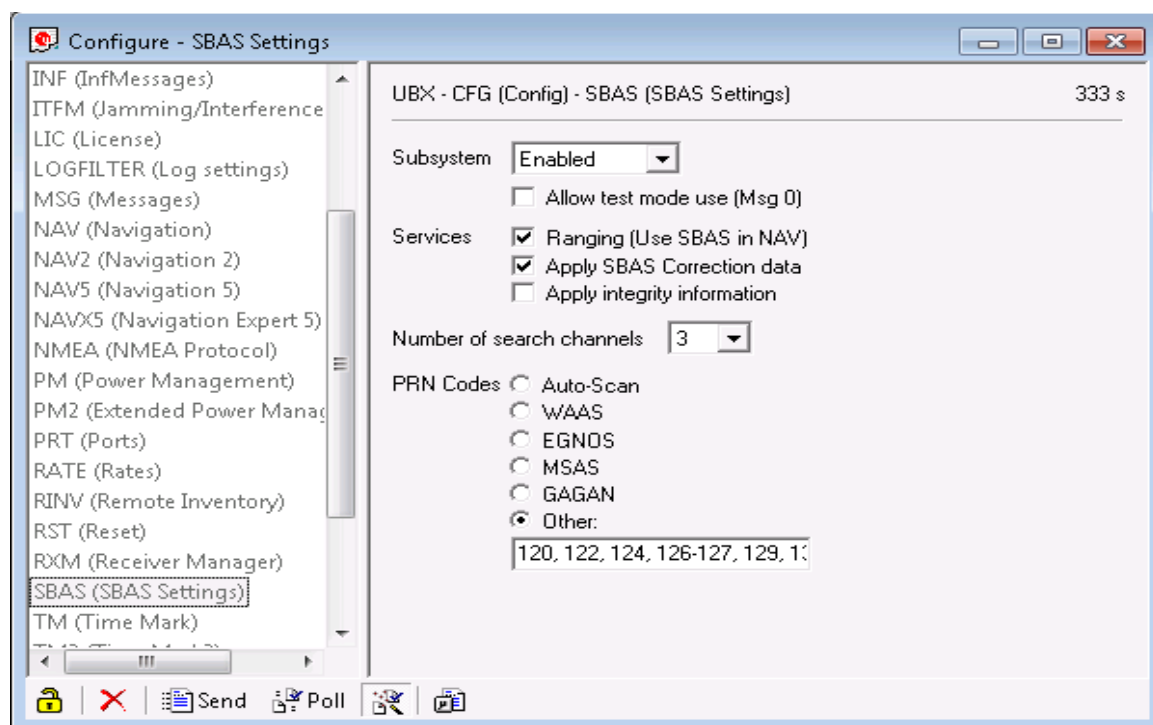 Configure - SBAS Settings
INF (InfMessages)
ITFM (Jamming/Interference
LIC (License)
LOGFILTER (Log settings)
MSG (Messages)
NAV (Navigation)
NAV2 (Navigation 2)
NAV5 (Navigation 5)
NAVX5 (Navigation Expert 5)
NMEA (NMEA Protocol)
PM (Power Management)
PM2 (Extended Power Manag
PRT (Ports)
RATE (Rates)
RINV (Remote Inventory)
RST (Reset)
RXM (Receiver Manager)
SBAS (SBAS Settings)
TM (Time Mark)
UBX - CFG (Config) - SBAS (SBAS Settings) 333 s
Subsystem Enabled
Allow test mode use (Msg 0)
Services Ranging (Use SBAS in NAV)
Apply SBAS Correction data
Apply integrity information
Number of search channels 3
PRN Codes Auto-Scan
WAAS
EGNOS
MSAS
GAGAN
Other:
120, 122, 124, 126-127, 129, 13
Send Poll